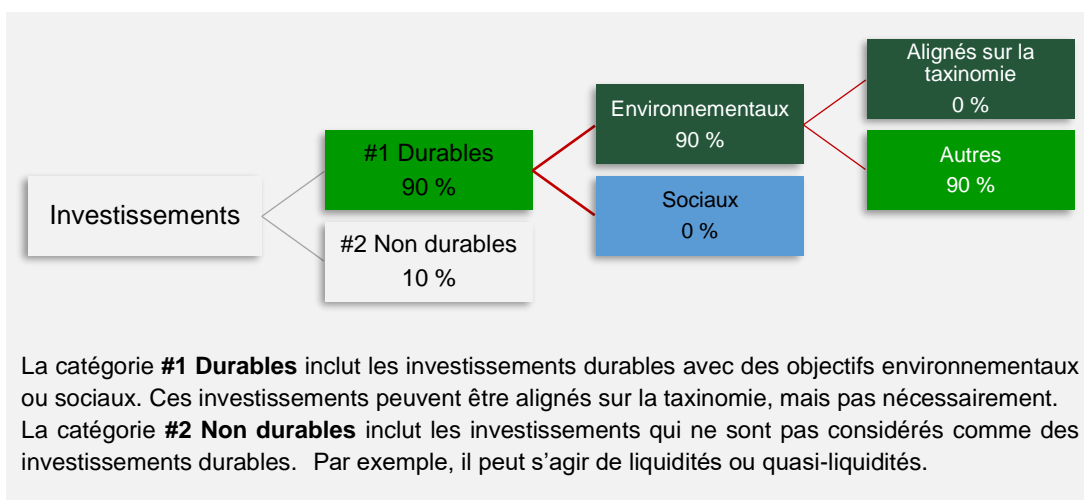 Investissements
#1 Durables
90 %
#2 Non durables
10 %
Environnementaux
90 %
Sociaux
0 %
Alignés sur la
taxinomie
0 %
Autres
90 %
La catégorie #1 Durables inclut les investissements durables avec des objectifs environnementaux
ou sociaux. Ces investissements peuvent être alignés sur la taxinomie, mais pas nécessairement.
La catégorie #2 Non durables inclut les investissements qui ne sont pas considérés comme des
investissements durables. Par exemple, il peut s’agir de liquidités ou quasi-liquidités.